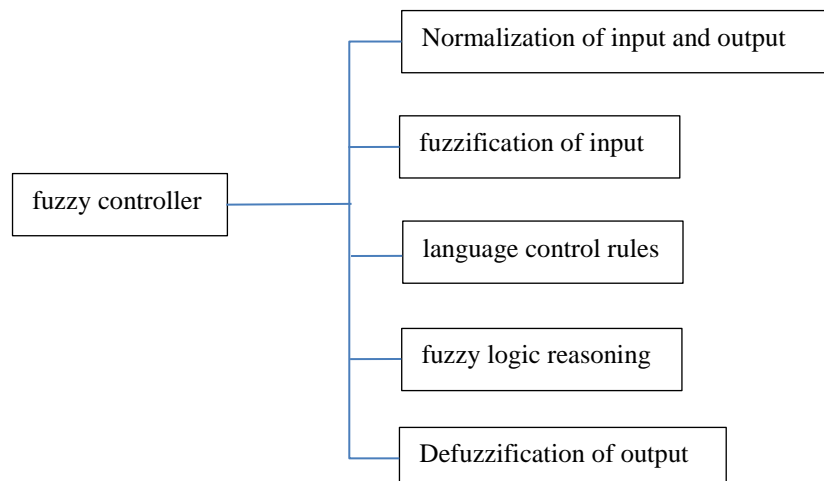 Normalization of input and output
fuzzification of input
fuzzy controller
language control rules
fuzzy logic reasoning
Defuzzification of output